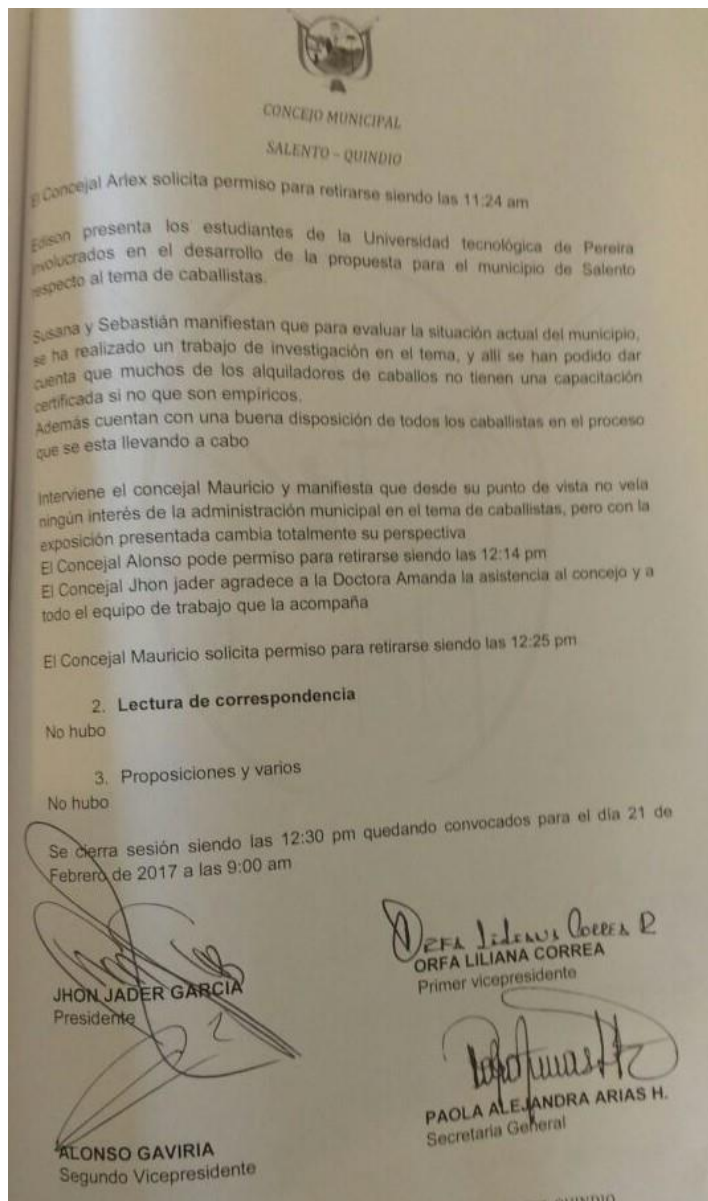 CONCEJO MUNICIPAL
SALENTO - QUINDIO
El Concejal Arlex solicita permiso para retirarse siendo las 11:24 am
Edison presenta los estudiantes de la Universidad tecnológica de Pereira
involucrados en el desarrollo de la propuesta para el municipio de Salento
respecto al tema de caballistas.
Susana y Sebastián manifiestan que para evaluar la situación actual del municipio,
se ha realizado un trabajo de investigación en el tema, y allí se han podido dar
cuenta que muchos de los alquiladores de caballos no tienen una capacitación
certificada si no que son empíricos.
Además cuentan con una buena disposición de todos los caballistas en el proceso
que se esta llevando a cabo
Interviene el concejal Mauricio y manifiesta que desde su punto de vista no veía
ningún interés de la administración municipal en el tema de caballistas, pero con la
exposición presentada cambia totalmente su perspectiva
El Concejal Alonso pode permiso para retirarse siendo las 12:14 pm
El Concejal Jhon jader agradece a la Doctora Amanda la asistencia al concejo y a
todo el equipo de trabajo que la acompaña
El Concejal Mauricio solicita permiso para retirarse siendo las 12:25 pm
2. Lectura de correspondencia
No hubo
3. Proposiciones y varios
No hubo
Se cierra sesión siendo las 12:30 pm quedando convocados para el día 21 de
Febrero de 2017 a las 9:00 am
Orfa Liliana Correa R
JHON JADER GARCIA
Presidente
ORFA LILIANA CORREA
Primer vicepresidente
PAOLA ALEJANDRA ARIAS H.
Secretaria General
ALONSO GAVIRIA
Segundo Vicepresidente
QUINDIO